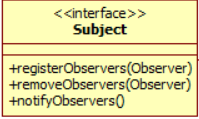 <<interface>>
Subject
+registerObservers(Observer)
+removeObservers(Observer)
+notifyObservers()